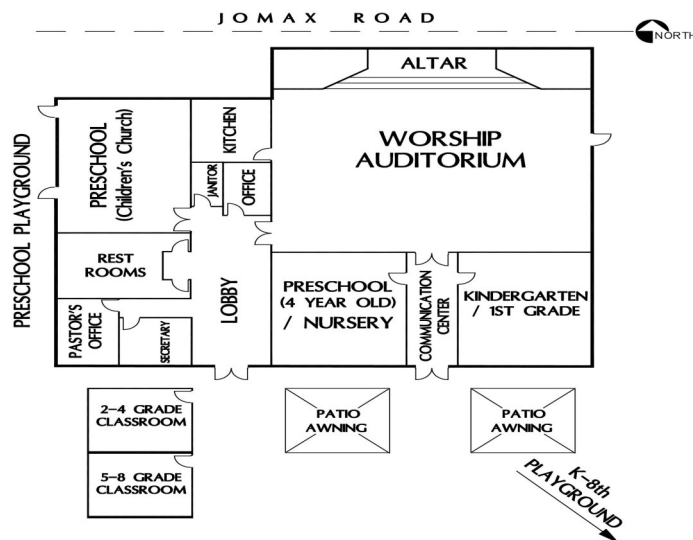 JOMAX ROAD
NORTH
ALTAR
WORSHIP
AUDITORIUM
KITCHEN
PRESCHOOL
(Children's Church)
PRESCHOOL PLAYGROUND
JANITOR
OFFICE
REST
ROOMS
LOBBY
PASTOR'S
OFFICE
SECRETARY
PRESCHOOL
(4 YEAR OLD)
/ NURSERY
COMMUNICATION
CENTER
KINDERGARTEN
/ 1ST GRADE
2-4 GRADE
CLASSROOM
5-8 GRADE
CLASSROOM
PATIO
AWNING
PATIO
AWNING
K-8th
PLAYGROUND